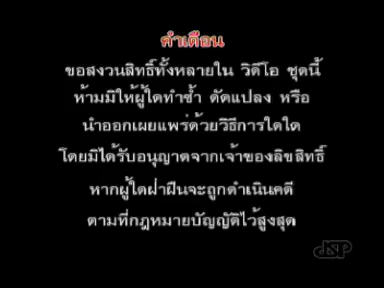 คำเตือน
ขอสงวนสิทธิ์ทั้งหลายใน วิดีโอ ชุดนี้
ห้ามมิให้ผู้ใดทำซ้ำ ดัดแปลง หรือ
นำออกเผยแพร่ด้วยวิธีการใดใด
โดยมิได้รับอนุญาตจากเจ้าของลิขสิทธิ์
หากผู้ใดฝ่าฝืนจะถูกดำเนินคดี
ตามที่กฎหมายบัญญัติไว้สูงสุด
JSP